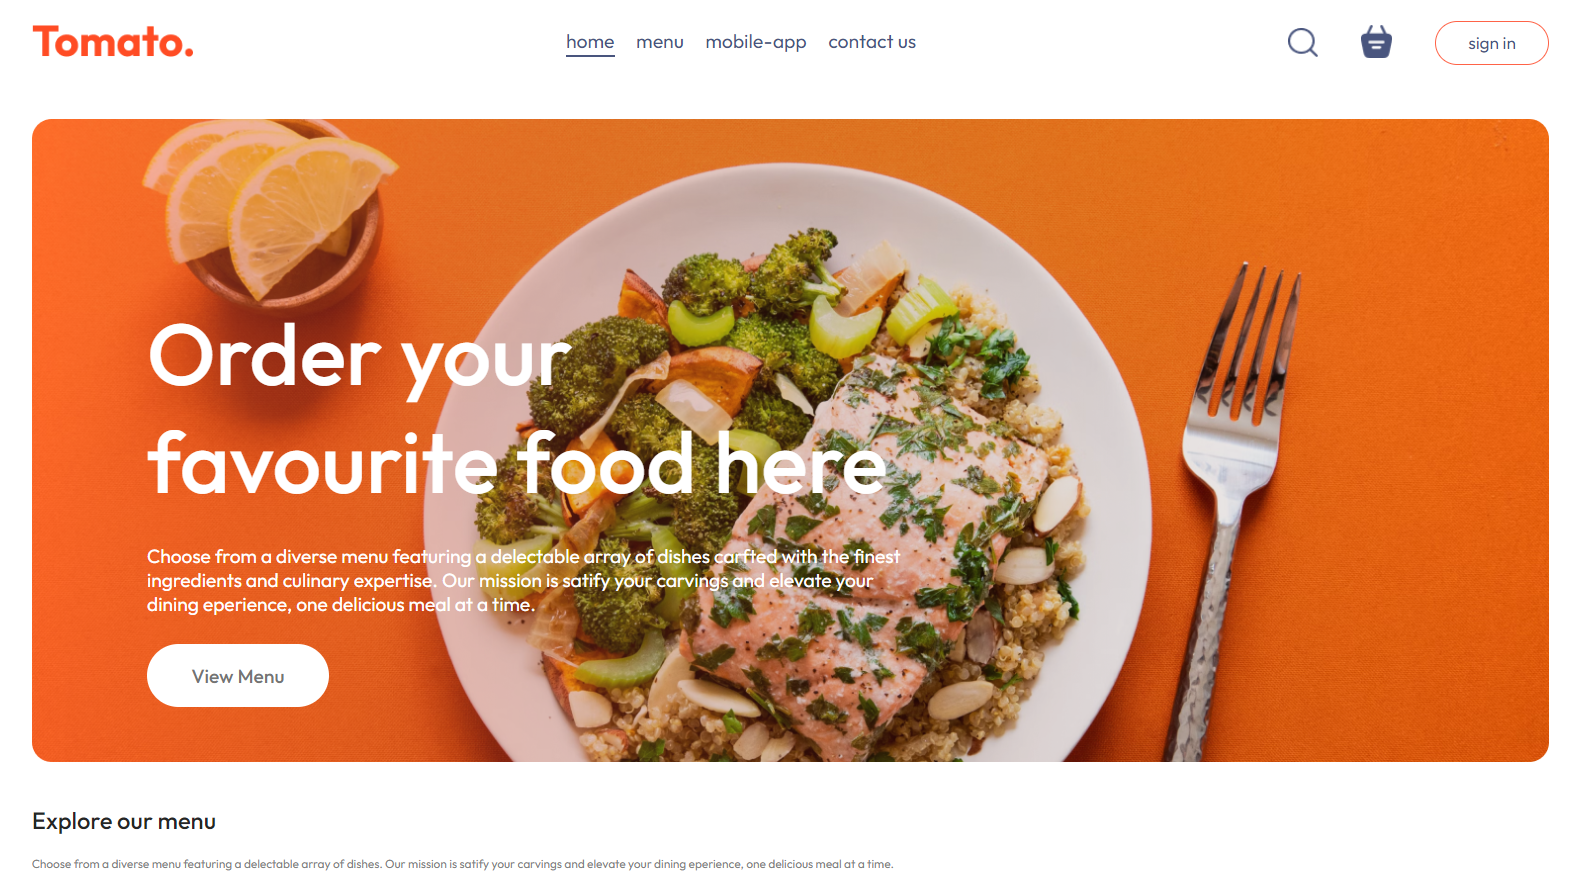 Tomato.
home menu mobile-app contact us
sign in
Order your
favourite food here
Choose from a diverse menu featuring a delectable array of dishes carfted with the finest
ingredients and culinary expertise. Our mission is satify your carvings and elevate your
dining eperience, one delicious meal at a time.
View Menu
Explore our menu
Choose from a diverse menu featuring a delectable array of dishes. Our mission is satify your carvings and elevate your dining eperience, one delicious meal at a time.